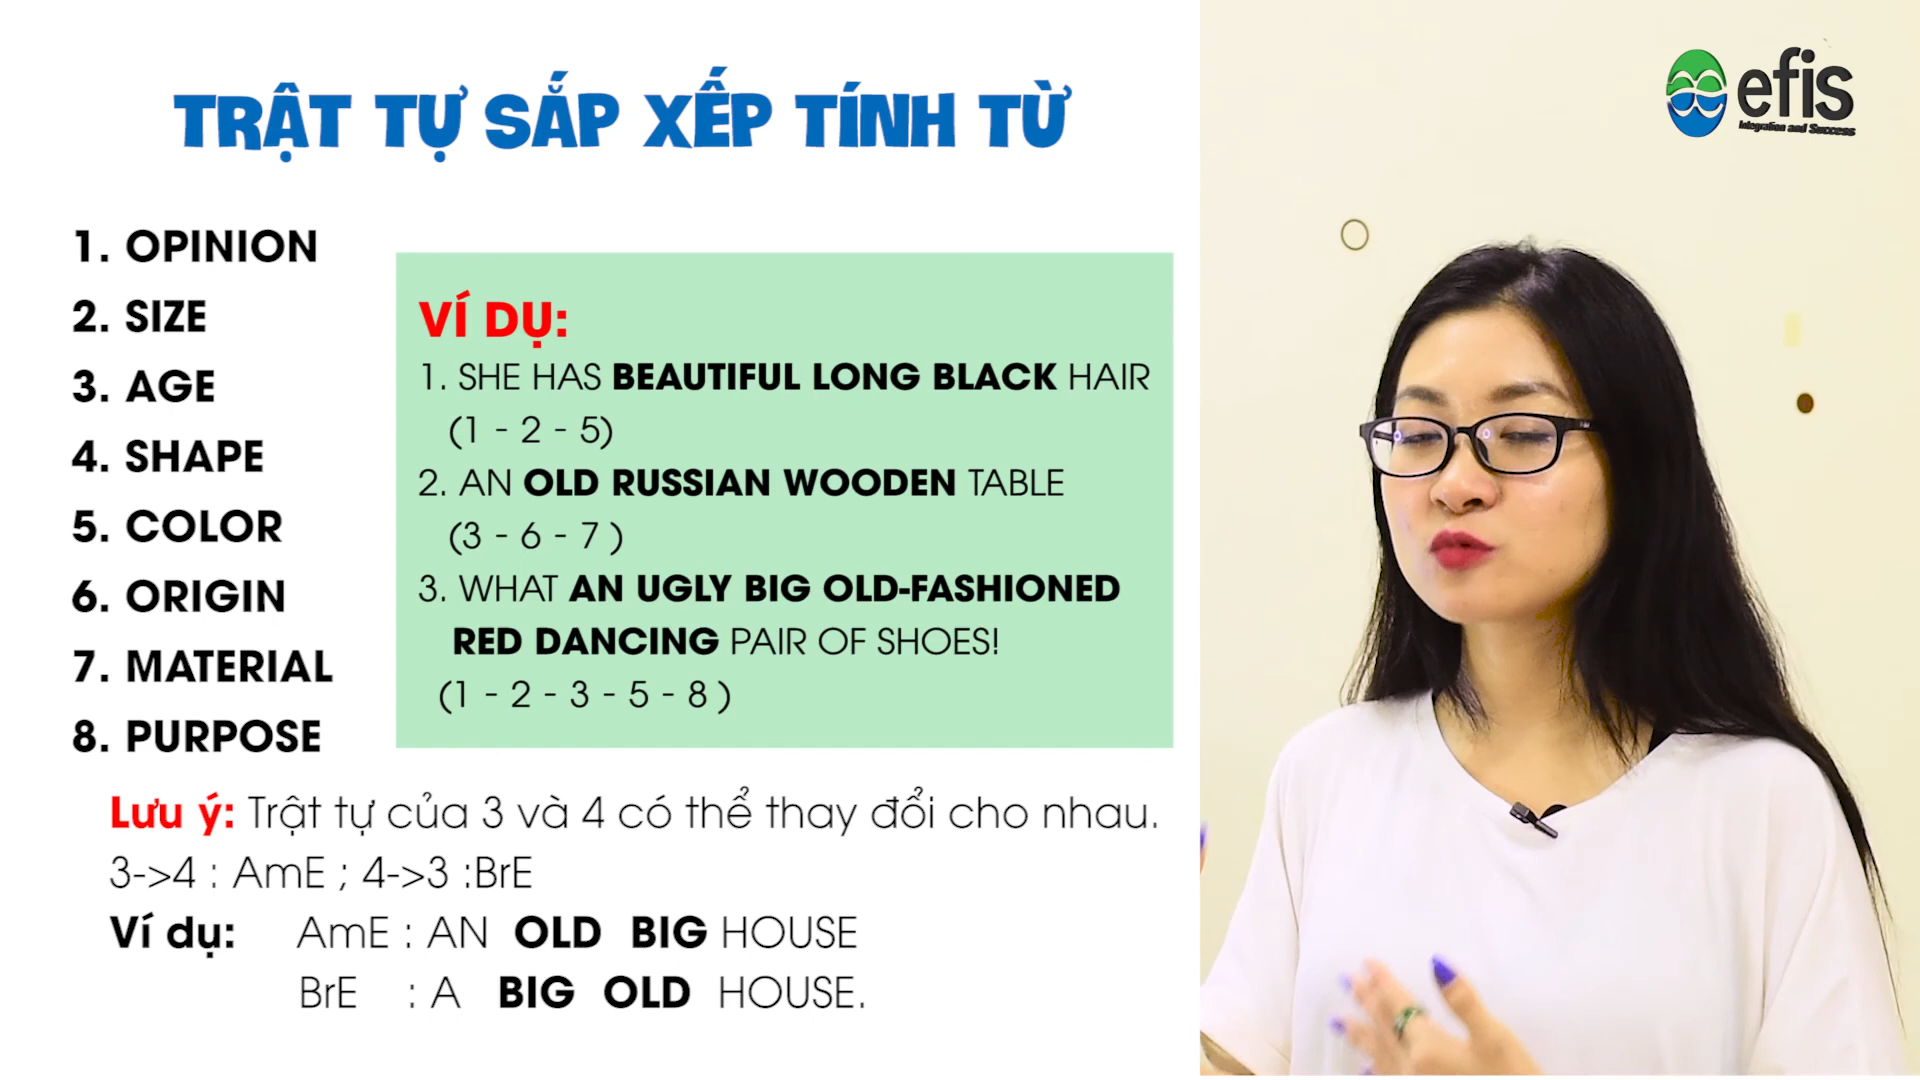 TRẬT TỰ SẮP XẾP TÍNH TỪ
efis
Integration and Success
1. OPINION
2. SIZE
3. AGE
4. SHAPE
5. COLOR
6. ORIGIN
7. MATERIAL
8. PURPOSE
VÍ DỤ:
1. SHE HAS BEAUTIFUL LONG BLACK HAIR
(1 - 2 - 5)
2. AN OLD RUSSIAN WOODEN TABLE
(3 - 6 - 7 )
3. WHAT AN UGLY BIG OLD-FASHIONED
RED DANCING PAIR OF SHOES!
(1 - 2 - 3 - 5 - 8 )
Lưu ý: Trật tự của 3 và 4 có thể thay đổi cho nhau.
3->4 : AmE ; 4->3 :BrE
Ví dụ: AmE : AN OLD BIG HOUSE
BrE : A BIG OLD HOUSE.